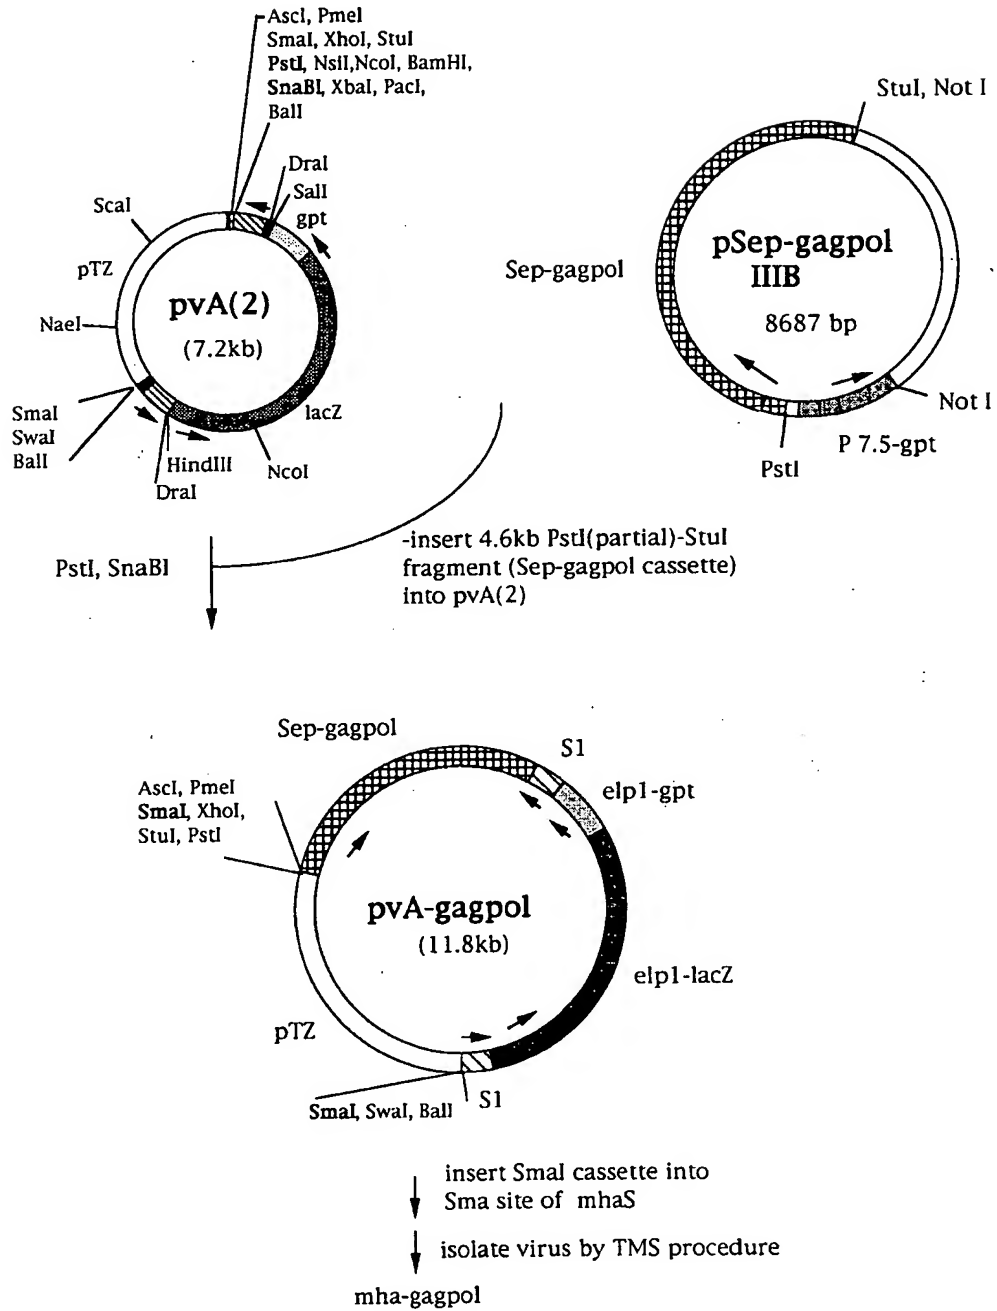 AscI, PmeI
SmaI, XhoI, StuI
PstI, NsiI,NcoI, BamHI,
SnaBI, XbaI, PacI,
BalI
DraI
SalI
gpt
ScaI
pTZ
NaeI
pvA(2)
(7.2kb)
SmaI
SwaI
BalI
HindIII
DraI
NcoI
lacZ
StuI, Not I
Sep-gagpol
pSep-gagpol
IIIB
8687 bp
Not I
P 7.5-gpt
PstI
PstI, SnaBI
-insert 4.6kb PstI(partial)-StuI
fragment (Sep-gagpol cassette)
into pvA(2)
Sep-gagpol
S1
elp1-gpt
AscI, PmeI
SmaI, XhoI,
StuI, PstI
pvA-gagpol
(11.8kb)
elp1-lacZ
pTZ
SmaI, SwaI, BalI
S1
insert SmaI cassette into
Sma site of mhaS
isolate virus by TMS procedure
mha-gagpol